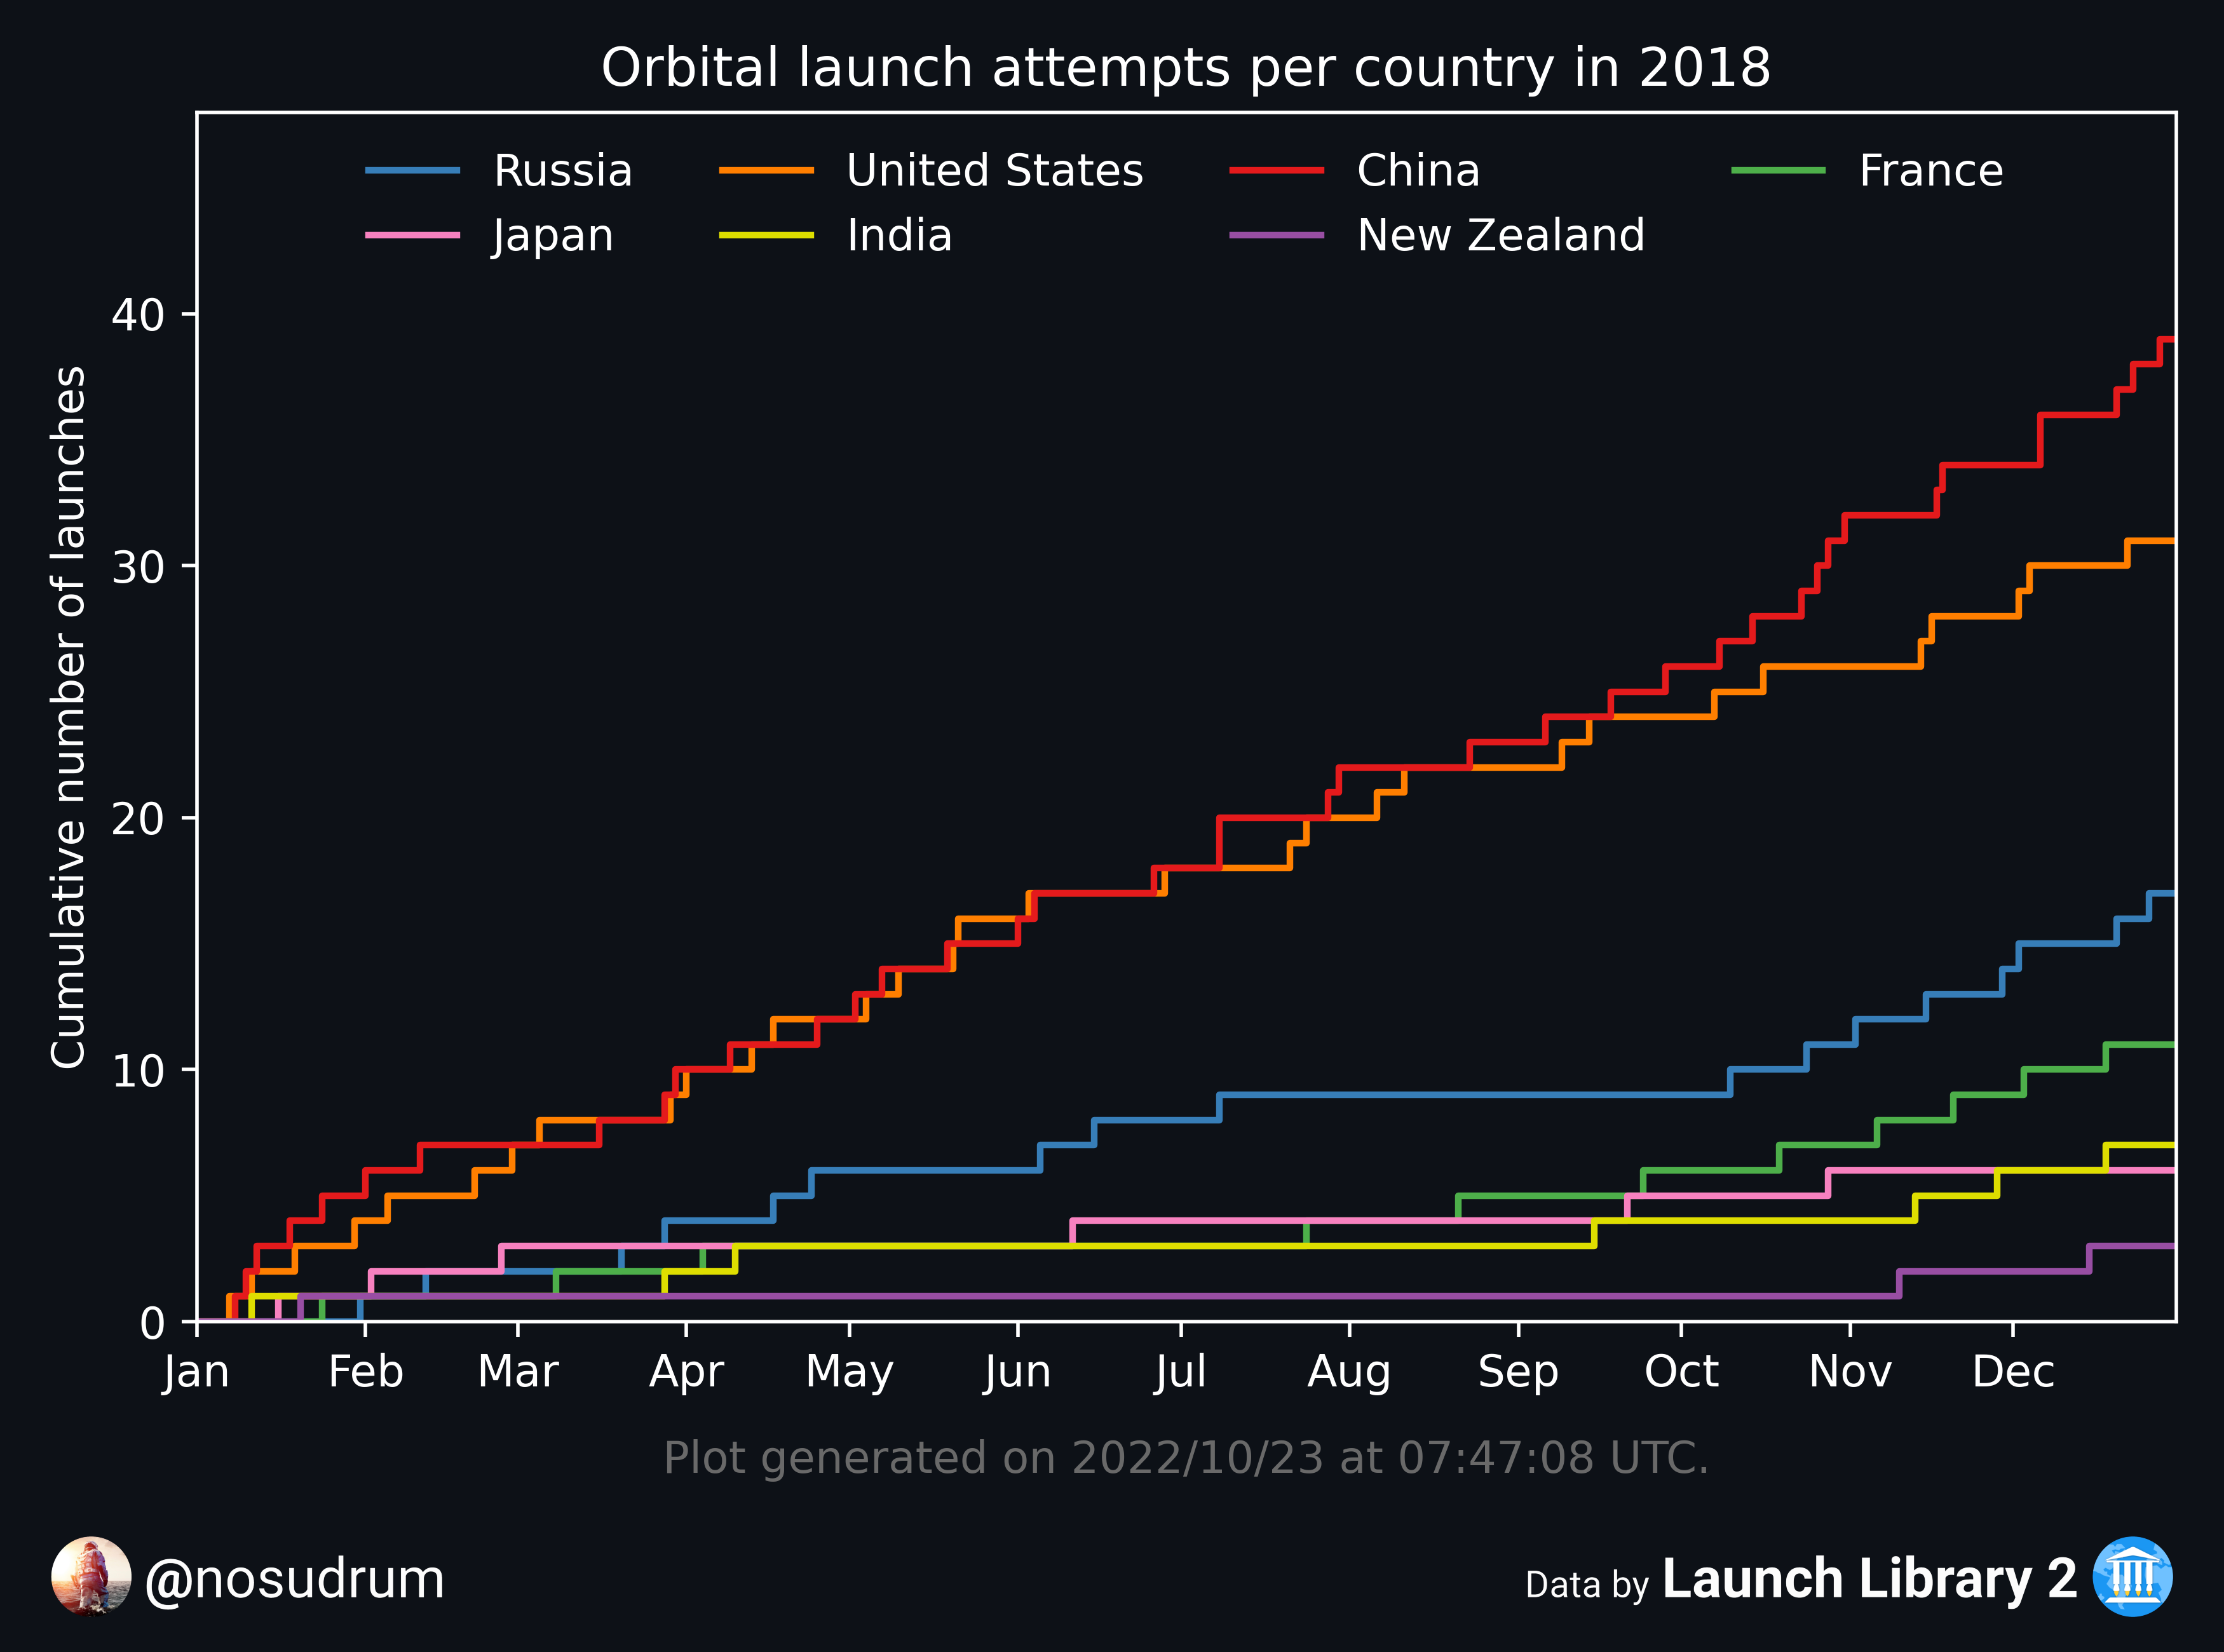 Orbital launch attempts per country in 2018
Russia United States China France
Japan India New Zealand
Cumulative number of launches
40
30
20
10
0
Jan Feb Mar Apr May Jun Jul Aug Sep Oct Nov Dec
Plot generated on 2022/10/23 at 07:47:08 UTC.
@nosudrum
Data by Launch Library 2